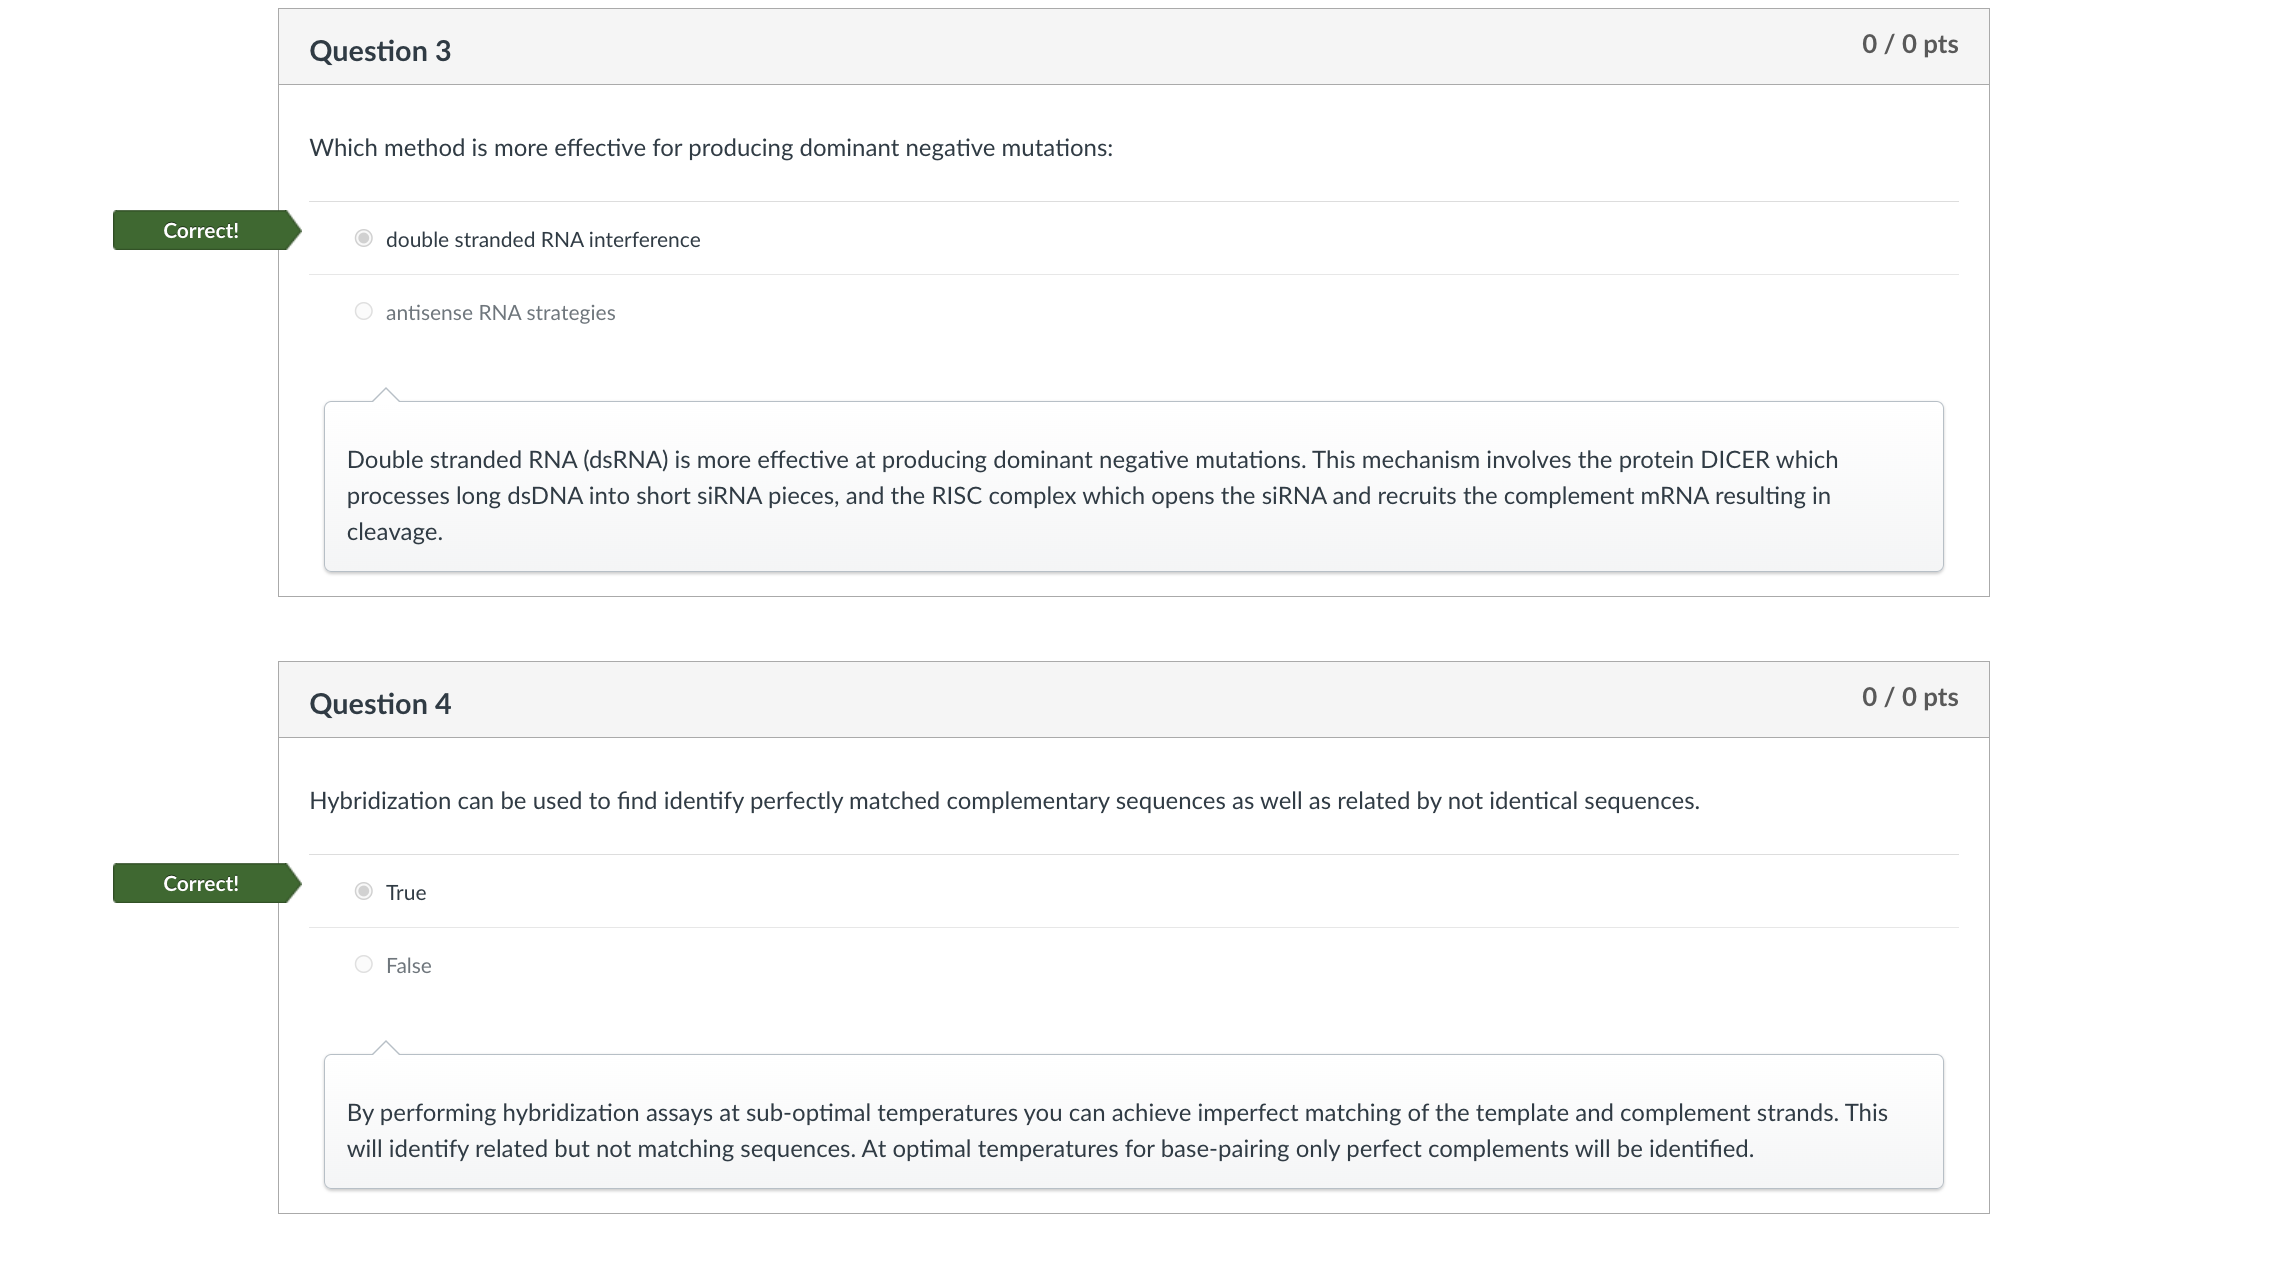 Question 3
0 / 0 pts
Which method is more effective for producing dominant negative mutations:
Correct!
double stranded RNA interference
antisense RNA strategies
Double stranded RNA (dsRNA) is more effective at producing dominant negative mutations. This mechanism involves the protein DICER which
processes long dsDNA into short siRNA pieces, and the RISC complex which opens the siRNA and recruits the complement mRNA resulting in
cleavage.
Question 4
0 / 0 pts
Hybridization can be used to find identify perfectly matched complementary sequences as well as related by not identical sequences.
Correct!
True
False
By performing hybridization assays at sub-optimal temperatures you can achieve imperfect matching of the template and complement strands. This
will identify related but not matching sequences. At optimal temperatures for base-pairing only perfect complements will be identified.